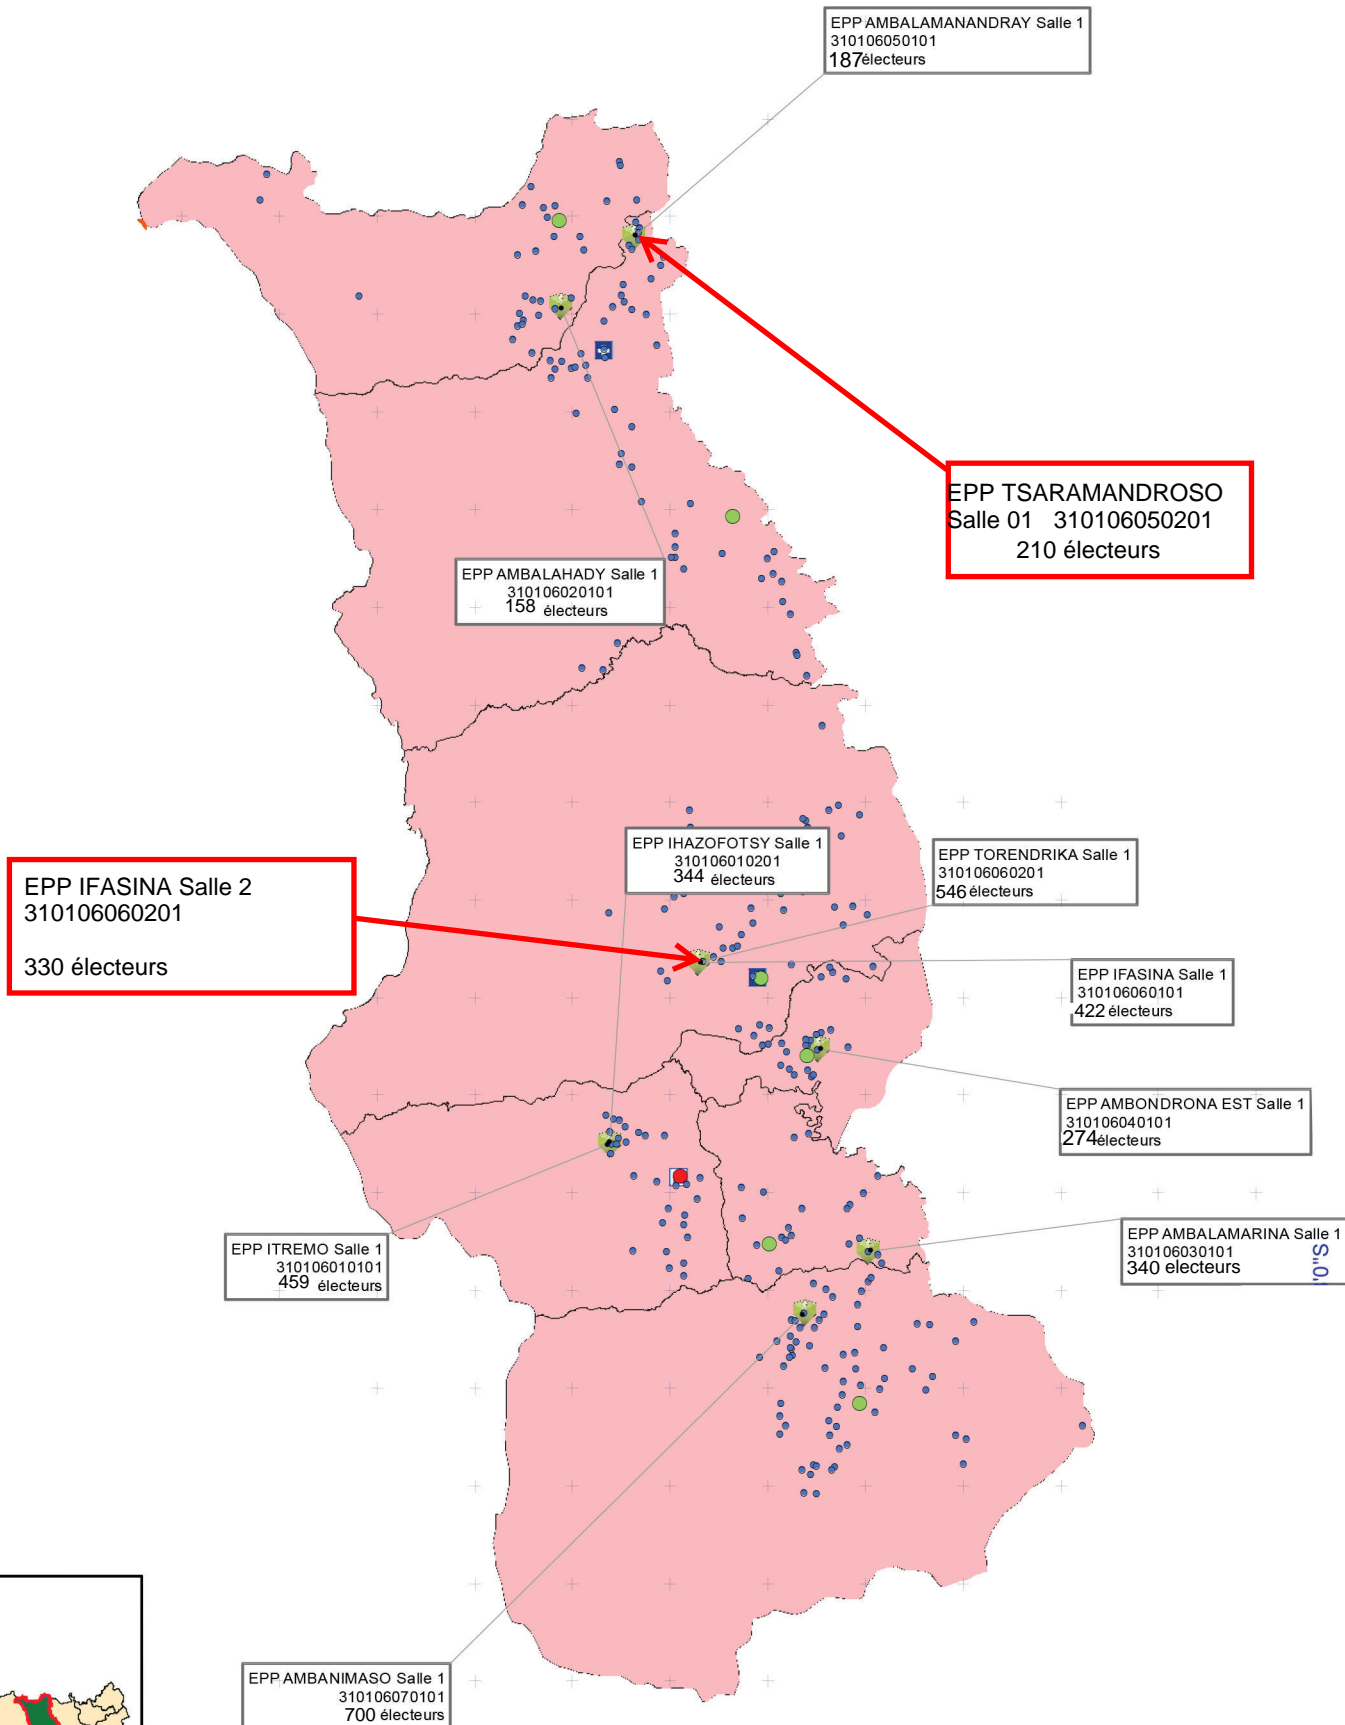 EPP AMBALAMANANDRAY Salle 1
310106050101
187électeurs
EPP TSARAMANDROSO
Salle 01 310106050201
210 électeurs
EPP AMBALAHADY Salle 1
310106020101
158 électeurs
EPP IHAZOFOTSY Salle 1
310106010201
344 électeurs
EPP TORENDRIKA Salle 1
310106060201
546 électeurs
EPP IFASINA Salle 2
310106060201
330 électeurs
EPP IFASINA Salle 1
310106060101
422 électeurs
EPP AMBONDRONA EST Salle 1
310106040101
274électeurs
EPP AMBALAMARINA Salle 1
310106030101
340 electeurs
EPP ITREMO Salle 1
310106010101
459 électeurs
EPP AMBANIMASO Salle 1
310106070101
700 électeurs